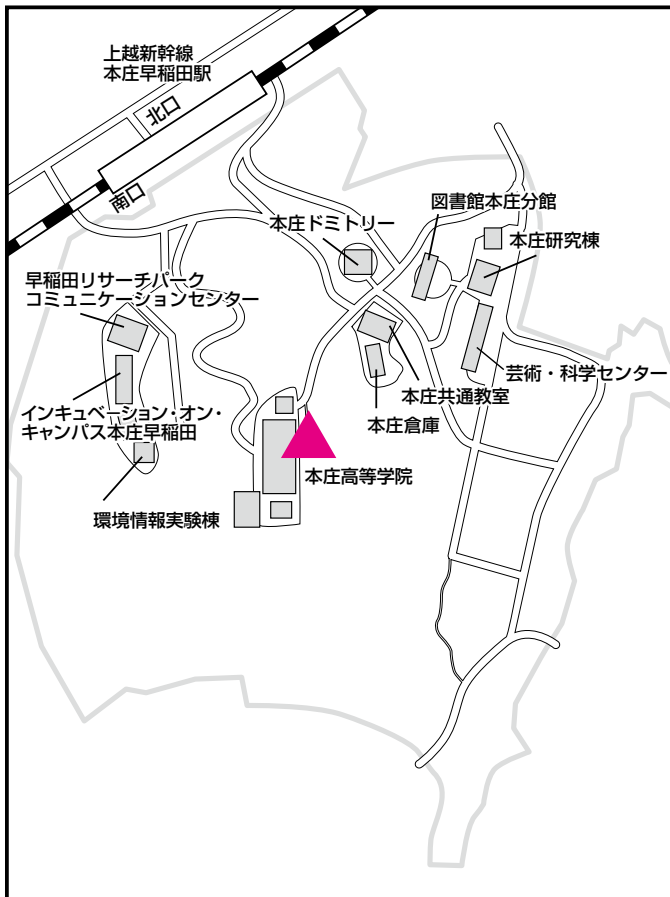 上越新幹線
本庄早稲田駅
北口
南口
図書館本庄分館
本庄ドミトリー
本庄研究棟
早稲田リサーチパーク
コミュニケーションセンター
芸術・科学センター
本庄共通教室
インキュベーション・オン・
キャンパス本庄早稲田
本庄倉庫
本庄高等学院
環境情報実験棟